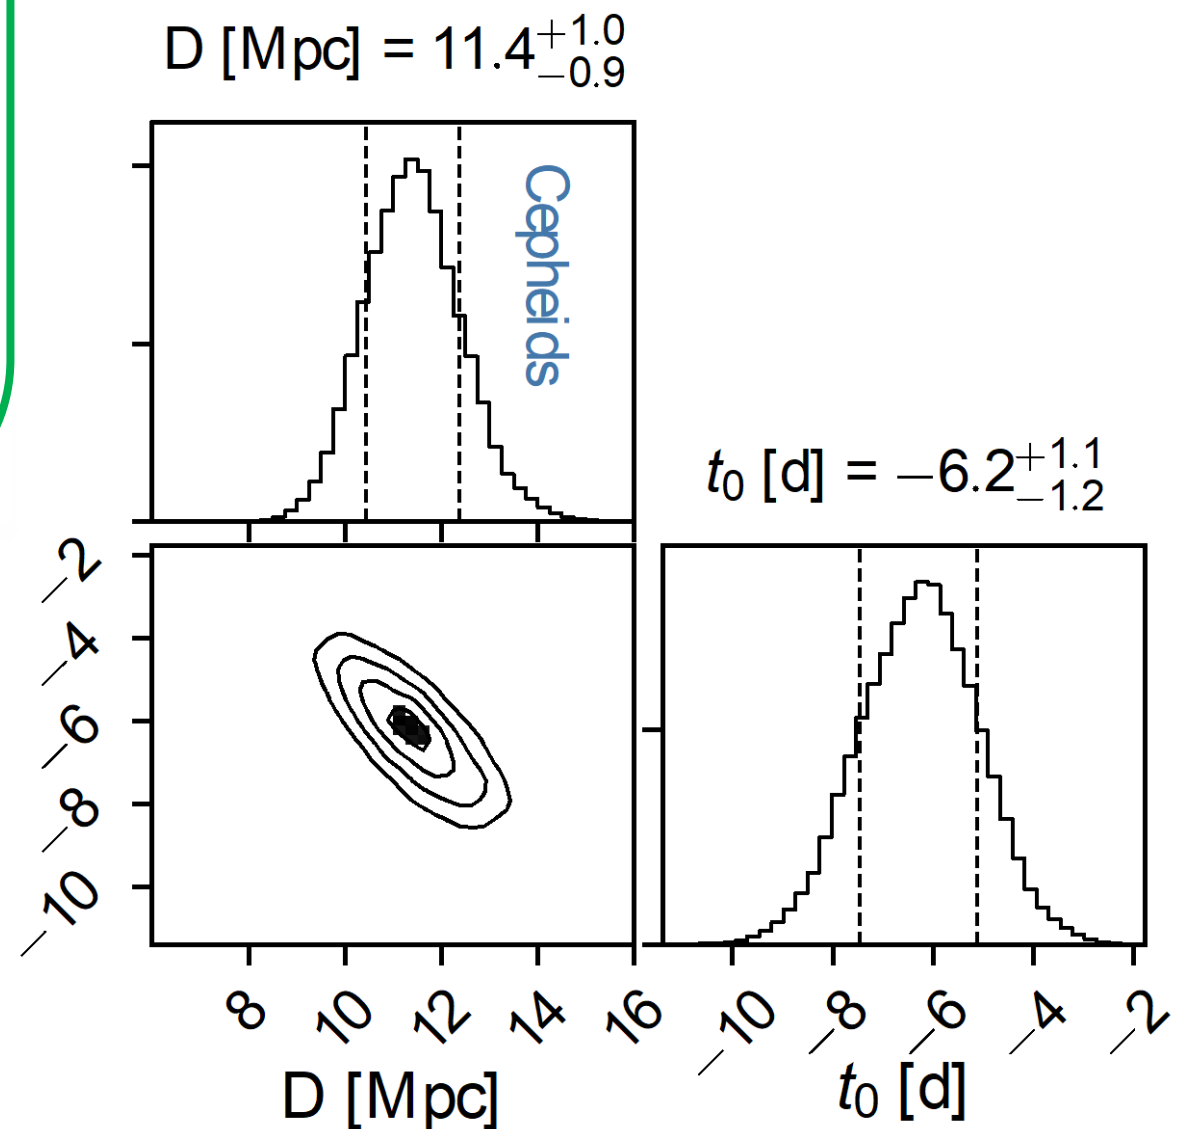 D [Mpc] = 11.4+1.0 −0.9
Cepheids
t0 [d] = −6.2+1.1 −1.2
−2
−4
−6
−8
−10
8 10 12 14 16
D [Mpc]
−10 −8 −6 −4 −2
t0 [d]